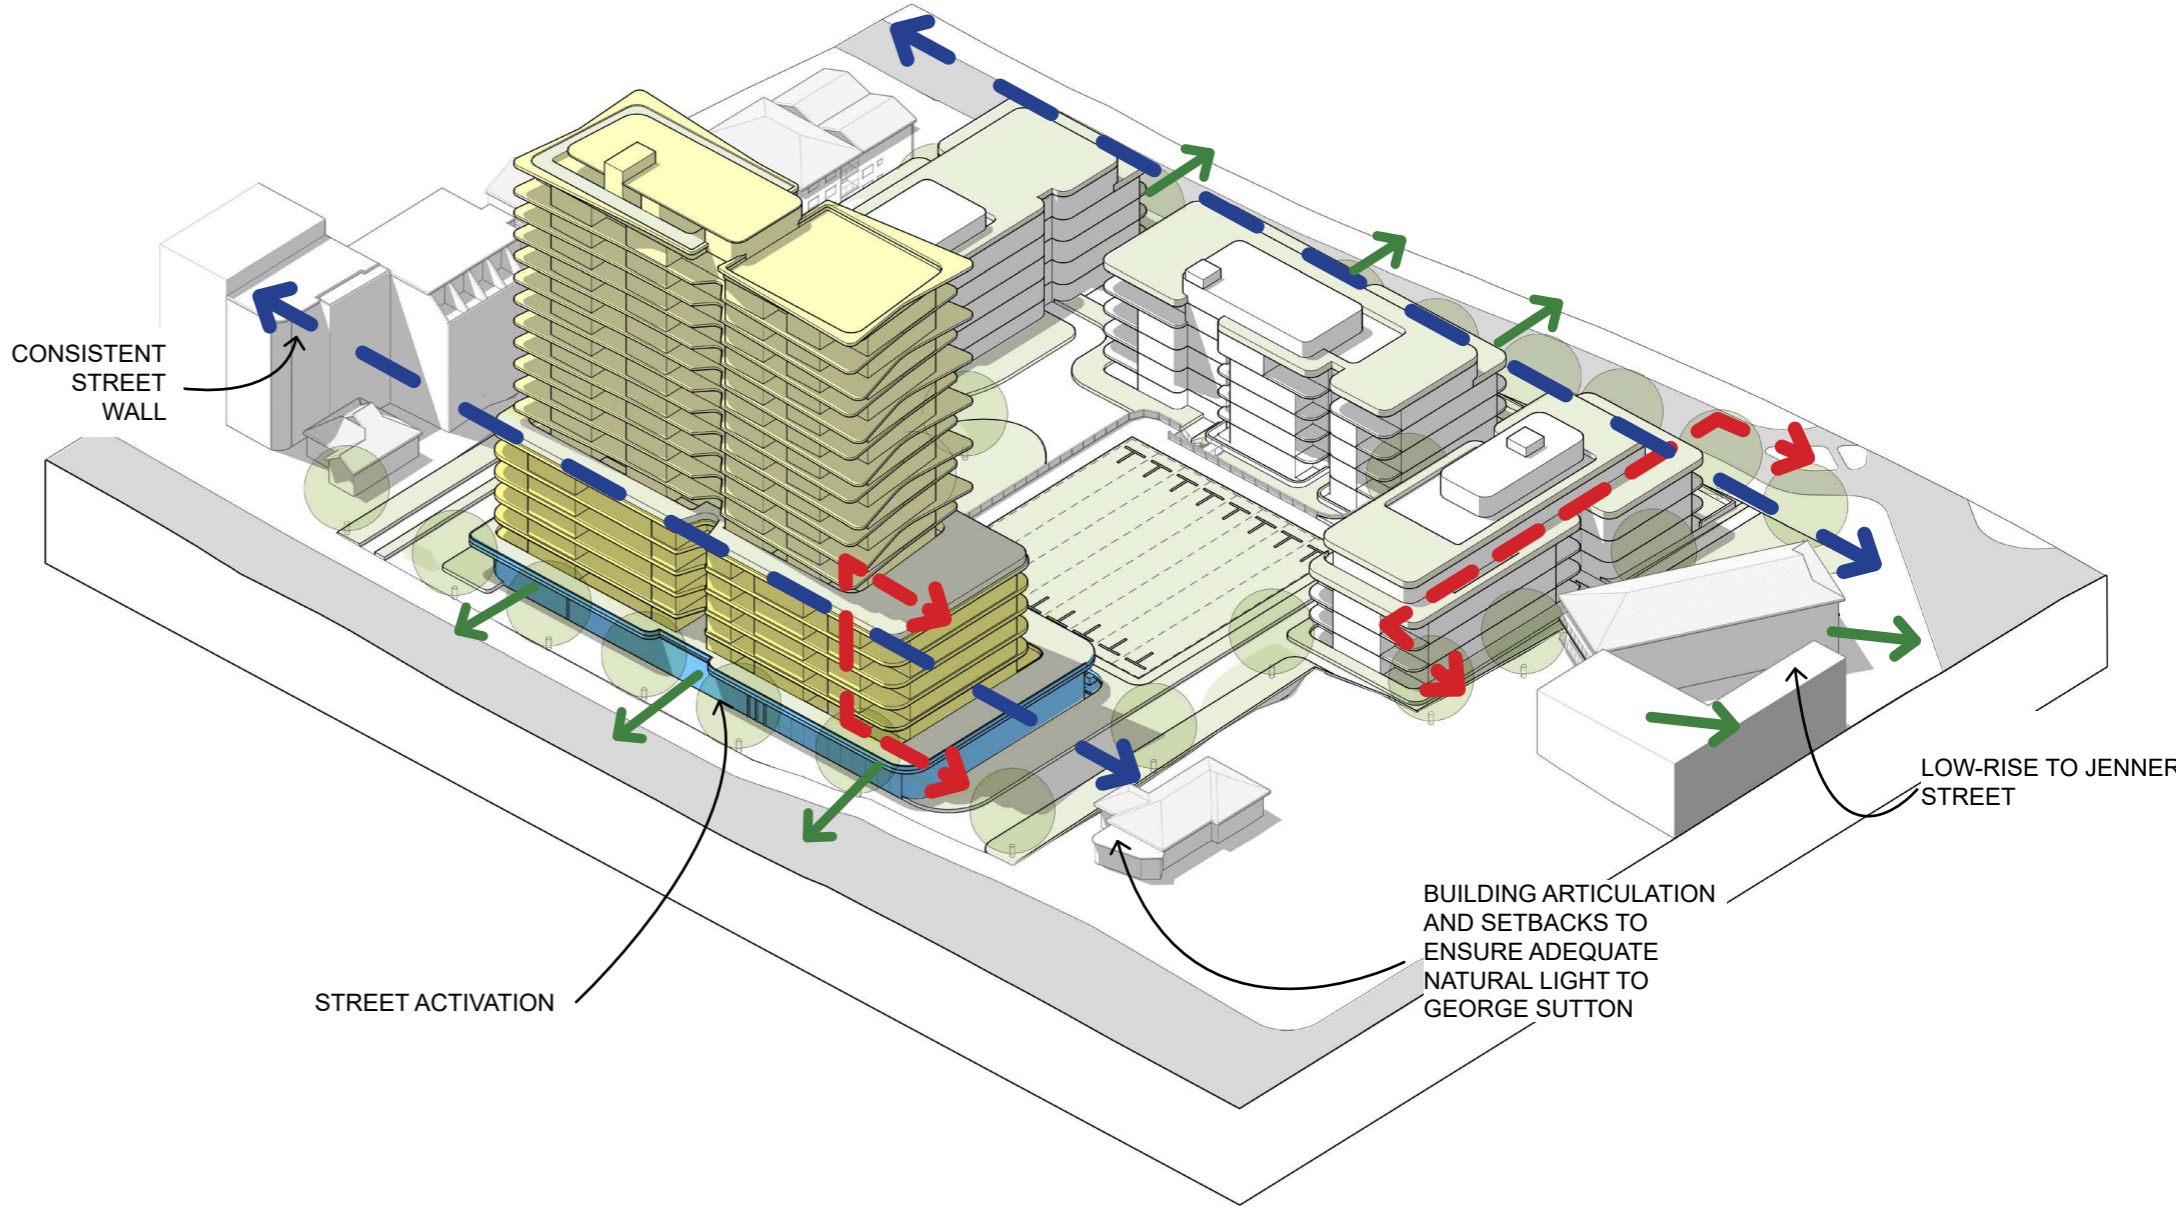 CONSISTENT
STREET
WALL
STREET ACTIVATION
BUILDING ARTICULATION
AND SETBACKS TO
ENSURE ADEQUATE
NATURAL LIGHT TO
GEORGE SUTTON
LOW-RISE TO JENNER
STREET